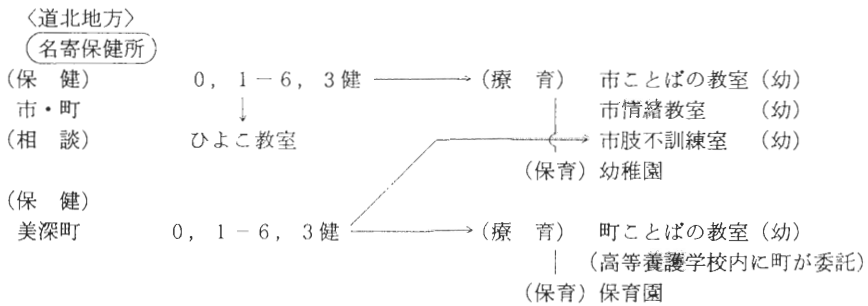 〈道北地方〉
名寄保健所
(保 健) 0, 1-6, 3健 (療 育) 市ことばの教室(幼)
市・町 市情緒教室 (幼)
(相 談) ひよこ教室 市肢不訓練室 (幼)
(保育) 幼稚園
(保 健)
美深町 0, 1-6, 3健 (療 育) 町ことばの教室(幼)
(高等養護学校内に町が委託)
(保育) 保育園